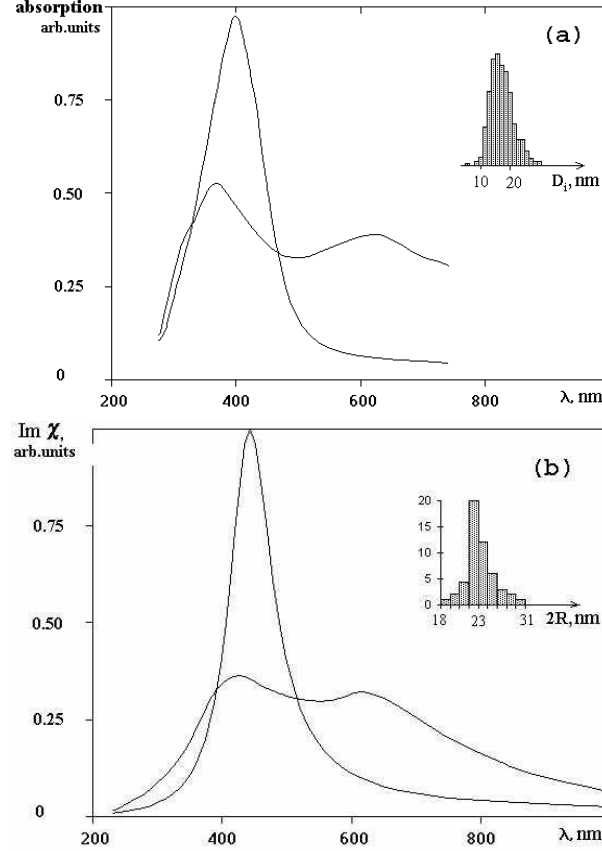 absorption
arb.units
(a)
0.75
0.50
0.25
0
10 20 D_i, nm
200 400 600 800 λ, nm
Im χ,
arb.units
(b)
20
15
10
5
0
18 23 31 2R, nm
0.75
0.50
0.25
0
200 400 600 800 λ, nm